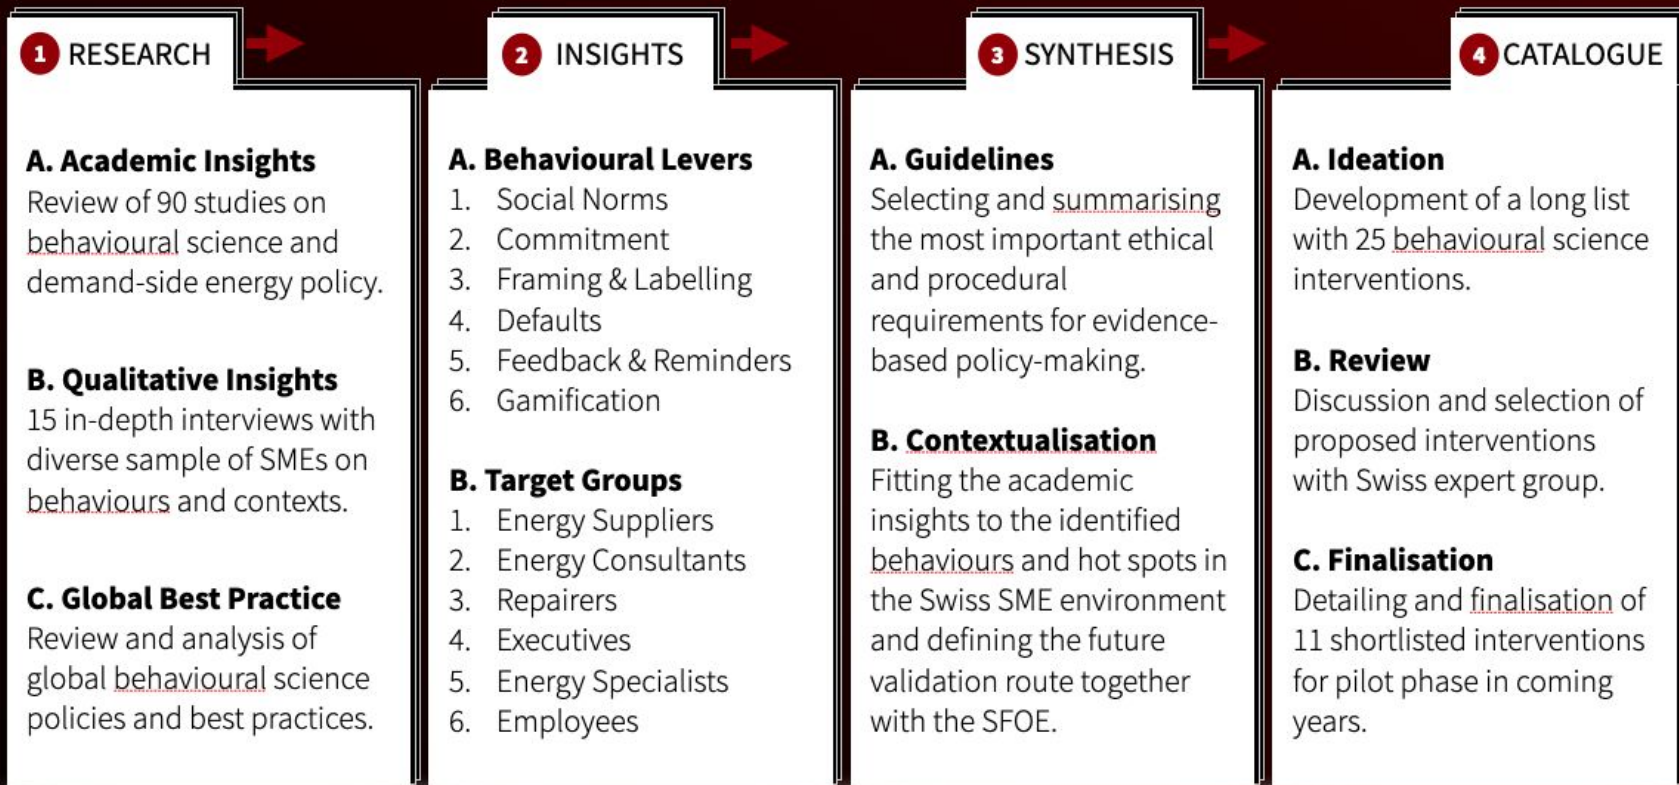 1 RESEARCH
A. Academic Insights
Review of 90 studies on
behavioural science and
demand-side energy policy.
B. Qualitative Insights
15 in-depth interviews with
diverse sample of SMEs on
behaviours and contexts.
C. Global Best Practice
Review and analysis of
global behavioural science
policies and best practices.
2 INSIGHTS
A. Behavioural Levers
1. Social Norms
2. Commitment
3. Framing & Labelling
4. Defaults
5. Feedback & Reminders
6. Gamification
B. Target Groups
1. Energy Suppliers
2. Energy Consultants
3. Repairers
4. Executives
5. Energy Specialists
6. Employees
3 SYNTHESIS
A. Guidelines
Selecting and summarising
the most important ethical
and procedural
requirements for evidence-
based policy-making.
B. Contextualisation
Fitting the academic
insights to the identified
behaviours and hot spots in
the Swiss SME environment
and defining the future
validation route together
with the SFOE.
4 CATALOGUE
A. Ideation
Development of a long list
with 25 behavioural science
interventions.
B. Review
Discussion and selection of
proposed interventions
with Swiss expert group.
C. Finalisation
Detailing and finalisation of
11 shortlisted interventions
for pilot phase in coming
years.